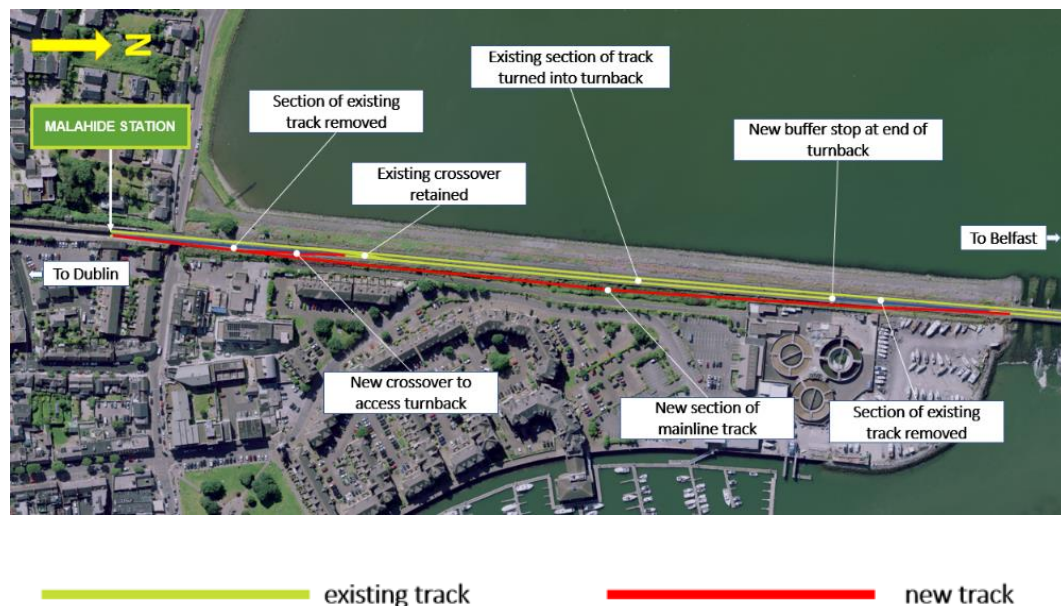 N
MALAHIDE STATION
Section of existing
track removed
Existing section of track
turned into turnback
Existing crossover
retained
New buffer stop at end of
turnback
To Belfast
To Dublin
New crossover to
access turnback
New section of
mainline track
Section of existing
track removed
existing track
new track